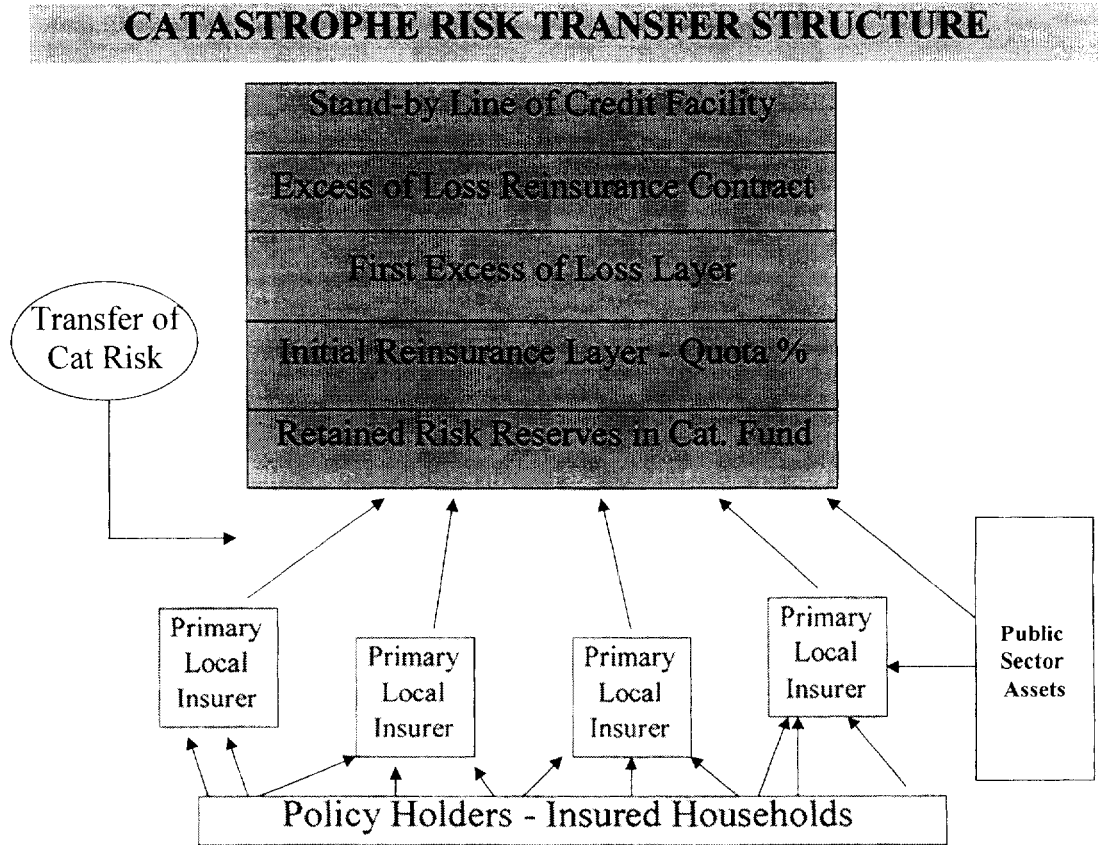 CATASTROPHE RISK TRANSFER STRUCTURE
Stand-by Line of Credit Facility
Excess of Loss Reinsurance Contract
First Excess of Loss Layer
Initial Reinsurance Layer - Quota %
Retained Risk Reserves in Cat. Fund
Transfer of
Cat Risk
Primary
Local
Insurer
Primary
Local
Insurer
Primary
Local
Insurer
Primary
Local
Insurer
Public
Sector
Assets
Policy Holders - Insured Households